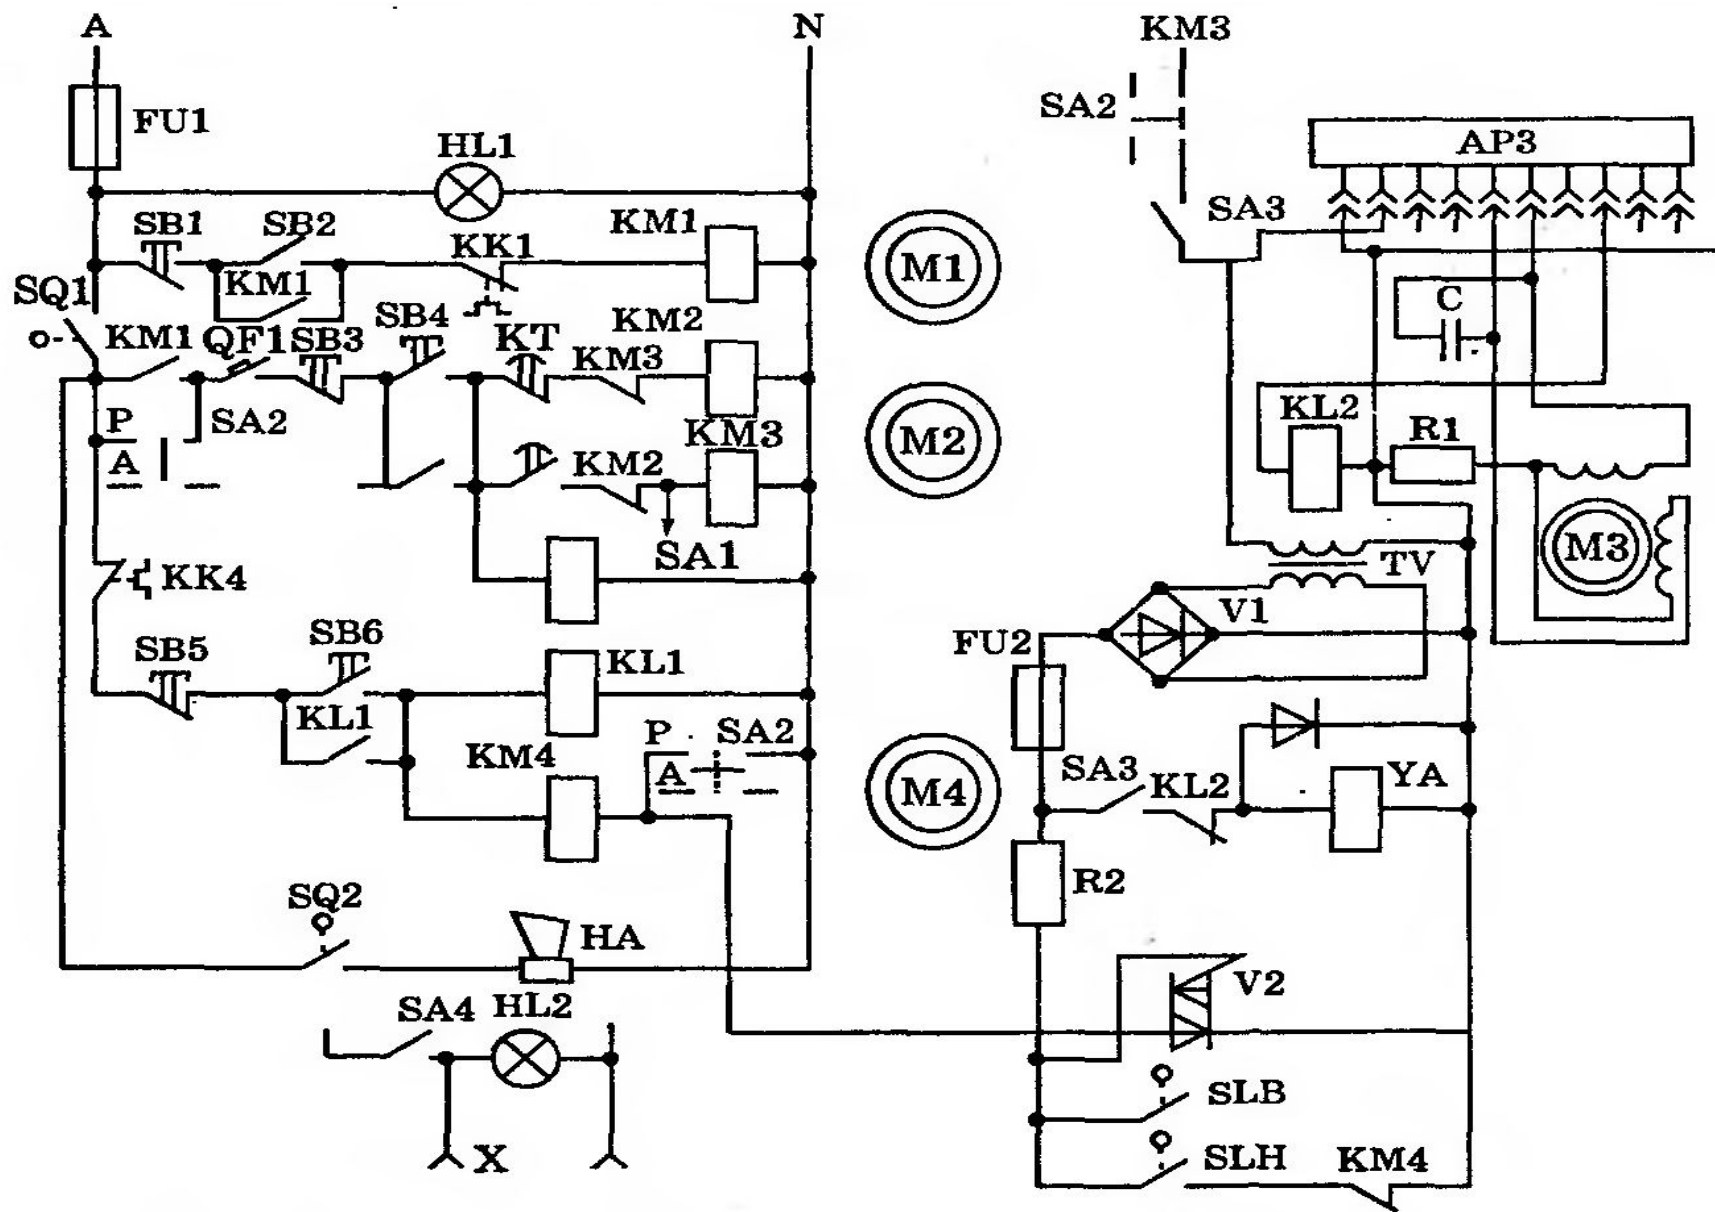 A
N
KM3
FU1
SA2
HL1
AP3
SB1
SB2
KK1
KM1
SA3
KM1
M1
SQ1
C
KM1
QF1
SB3
SB4
KT
KM3
KM2
P
SA2
A
KM2
KM3
M2
KL2
R1
SA1
KK4
M3
TV
V1
SB5
SB6
KL1
KL1
FU2
P
SA2
A
KM4
M4
SA3
KL2
YA
R2
SQ2
HA
HL2
V2
SA4
SLB
X
SLH
KM4